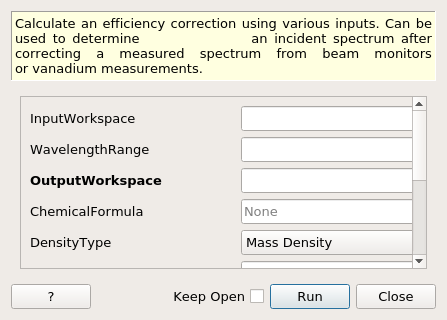 Calculate an efficiency correction using various inputs. Can be
used to determine an incident spectrum after
correcting a measured spectrum from beam monitors
or vanadium measurements.
InputWorkspace
WavelengthRange
OutputWorkspace
ChemicalFormula None
DensityType Mass Density
? Keep Open Run Close